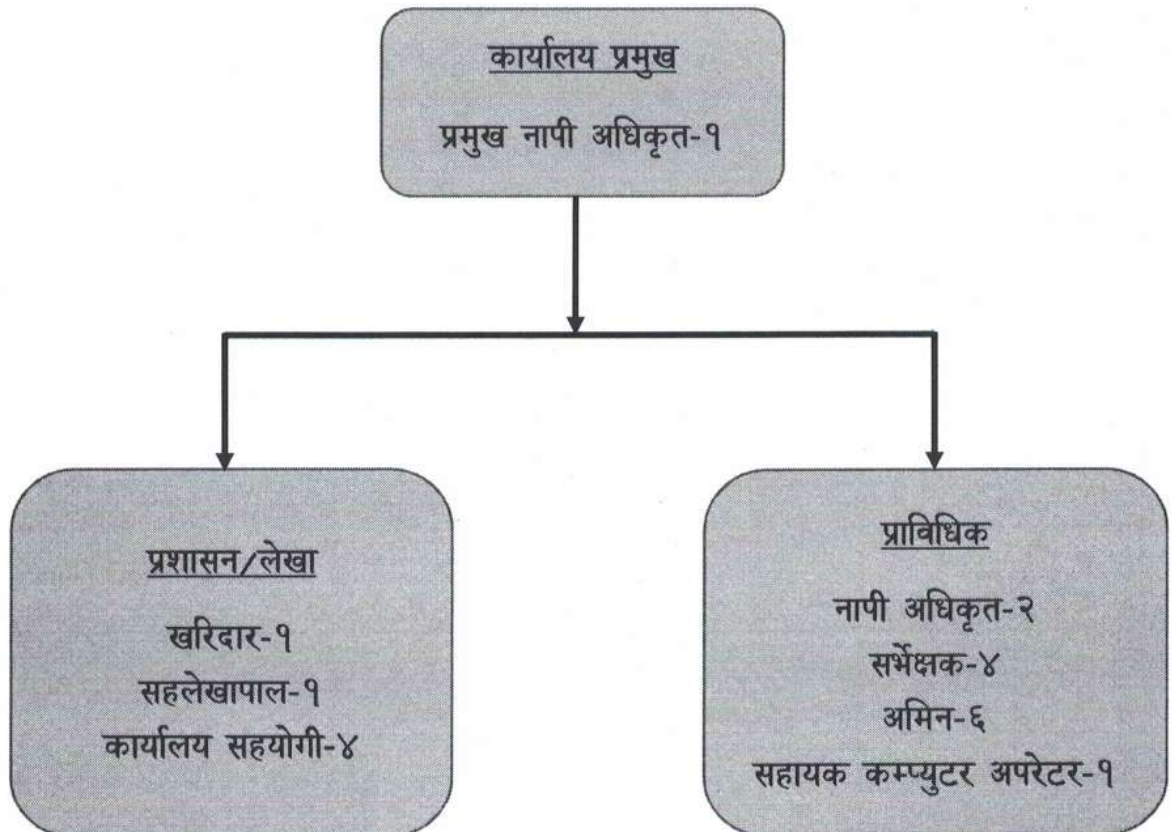 कार्यालय प्रमुख
प्रमुख नापी अधिकृत-१
प्रशासन/लेखा
खरिदार-१
सहलेखापाल-१
कार्यालय सहयोगी-४
प्राविधिक
नापी अधिकृत-२
सर्भेक्षक-४
अमिन-६
सहायक कम्प्युटर अपरेटर-१